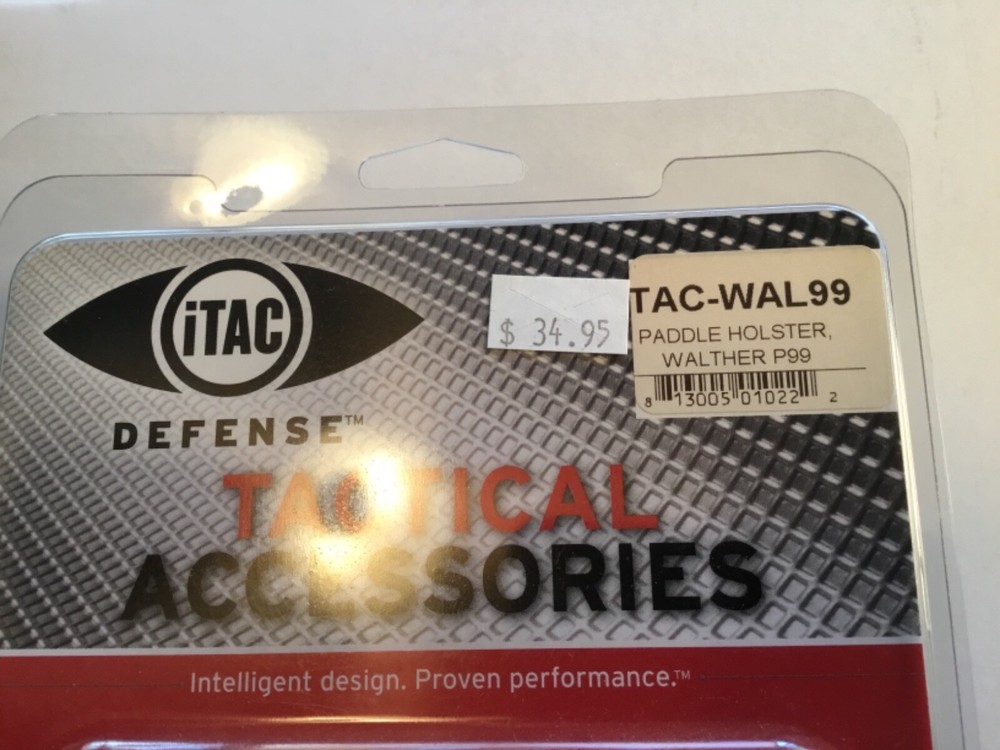 iTAC
DEFENSE™
$ 34.95
TAC-WAL99
PADDLE HOLSTER,
WALTHER P99
8 13005 01022 2
TACTICAL
ACCESSORIES
Intelligent design. Proven performance.™